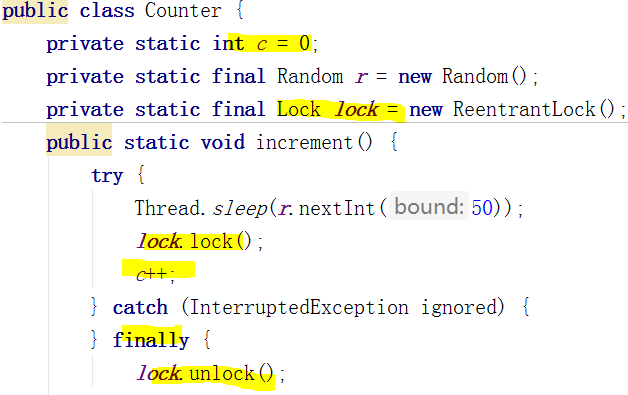 public class Counter {
private static int c = 0;
private static final Random r = new Random();
private static final Lock lock = new ReentrantLock();
public static void increment() {
try {
Thread.sleep(r.nextInt( bound: 50));
lock.lock();
c++;
} catch (InterruptedException ignored) {
} finally {
lock.unlock();